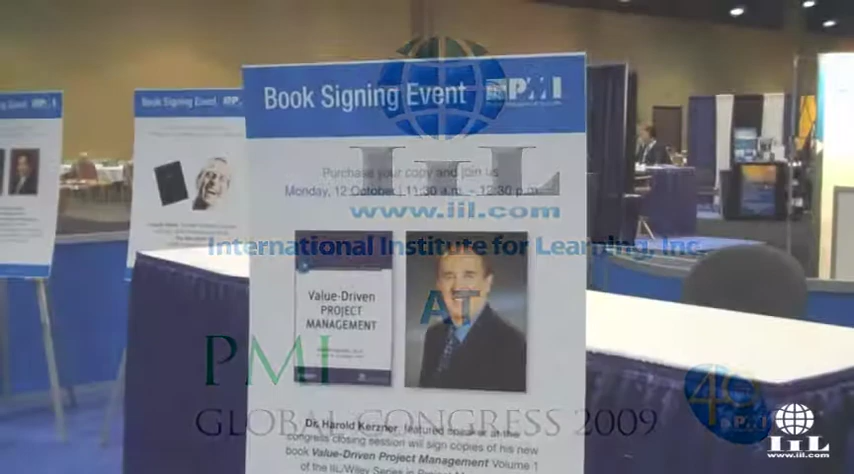 Book Signing Event PMI
Purchase your copy and join us
Monday, 12 October | 11:30 a.m. – 12:30 p.m.
Value-Driven
PROJECT
MANAGEMENT
Dr. Harold Kerzner, featured speaker at the
congress closing session will sign copies of his new
book Value-Driven Project Management Volume 1
of the IIL/Wiley Series in Project
Book Signing Event
Book Signing Event
IIL
www.iil.com
International Institute for Learning, Inc.
AT
PMI
GLOBAL CONGRESS 2009
40
PMI
IIL
www.iil.com